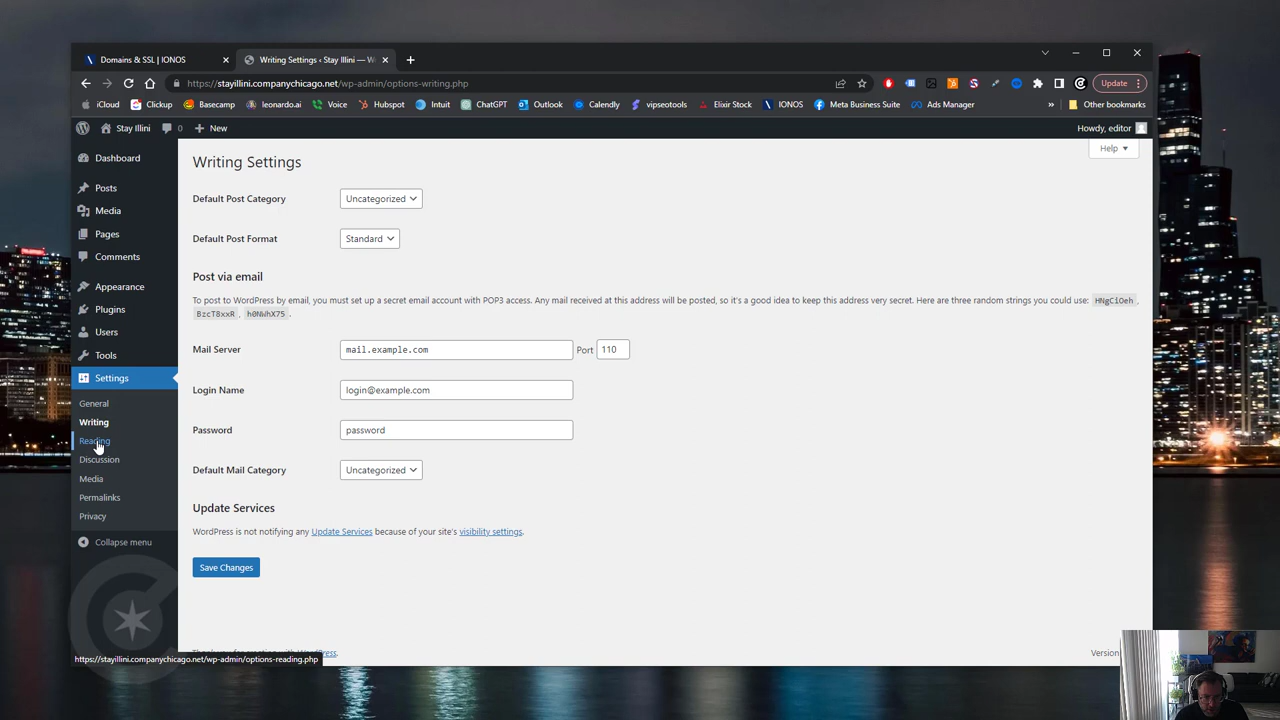 Domains & SSL | IONOS
Writing Settings ‹ Stay Illini — W
https://stayillini.companychicago.net/wp-admin/options-writing.php
Update
iCloud Clickup Basecamp leonardo.ai Voice Hubspot Intuit ChatGPT Outlook Calendly vipseotools Elixir Stock IONOS Meta Business Suite Ads Manager » Other bookmarks
Stay Illini 0 + New Howdy, editor
Help
Dashboard
Posts
Media
Pages
Comments
Appearance
Plugins
Users
Tools
Settings
General
Writing
Reading
Discussion
Media
Permalinks
Privacy
Collapse menu
Writing Settings
Default Post Category Uncategorized
Default Post Format Standard
Post via email
To post to WordPress by email, you must set up a secret email account with POP3 access. Any mail received at this address will be posted, so it's a good idea to keep this address very secret. Here are three random strings you could use: HNgCiOeh ,
BzcT8xxR , h0NWhX75 .
Mail Server mail.example.com Port 110
Login Name login@example.com
Password password
Default Mail Category Uncategorized
Update Services
WordPress is not notifying any Update Services because of your site's visibility settings.
Save Changes
Version
https://stayillini.companychicago.net/wp-admin/options-reading.php